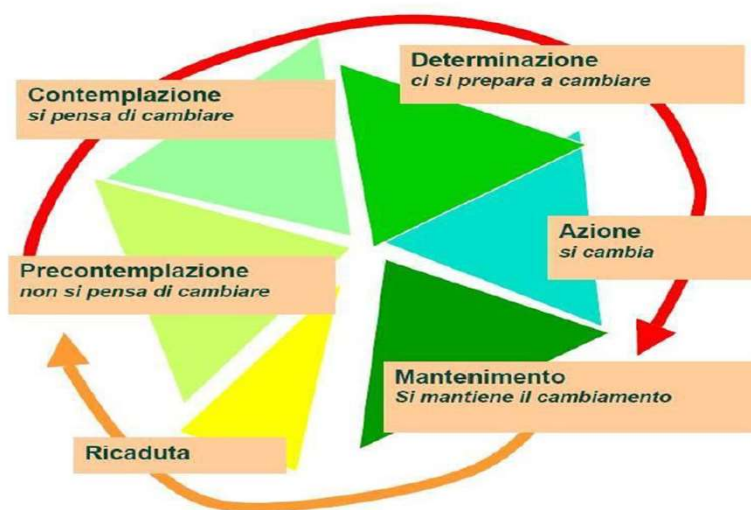 Contemplazione
si pensa di cambiare
Determinazione
ci si prepara a cambiare
Azione
si cambia
Precontemplazione
non si pensa di cambiare
Mantenimento
Si mantiene il cambiamento
Ricaduta